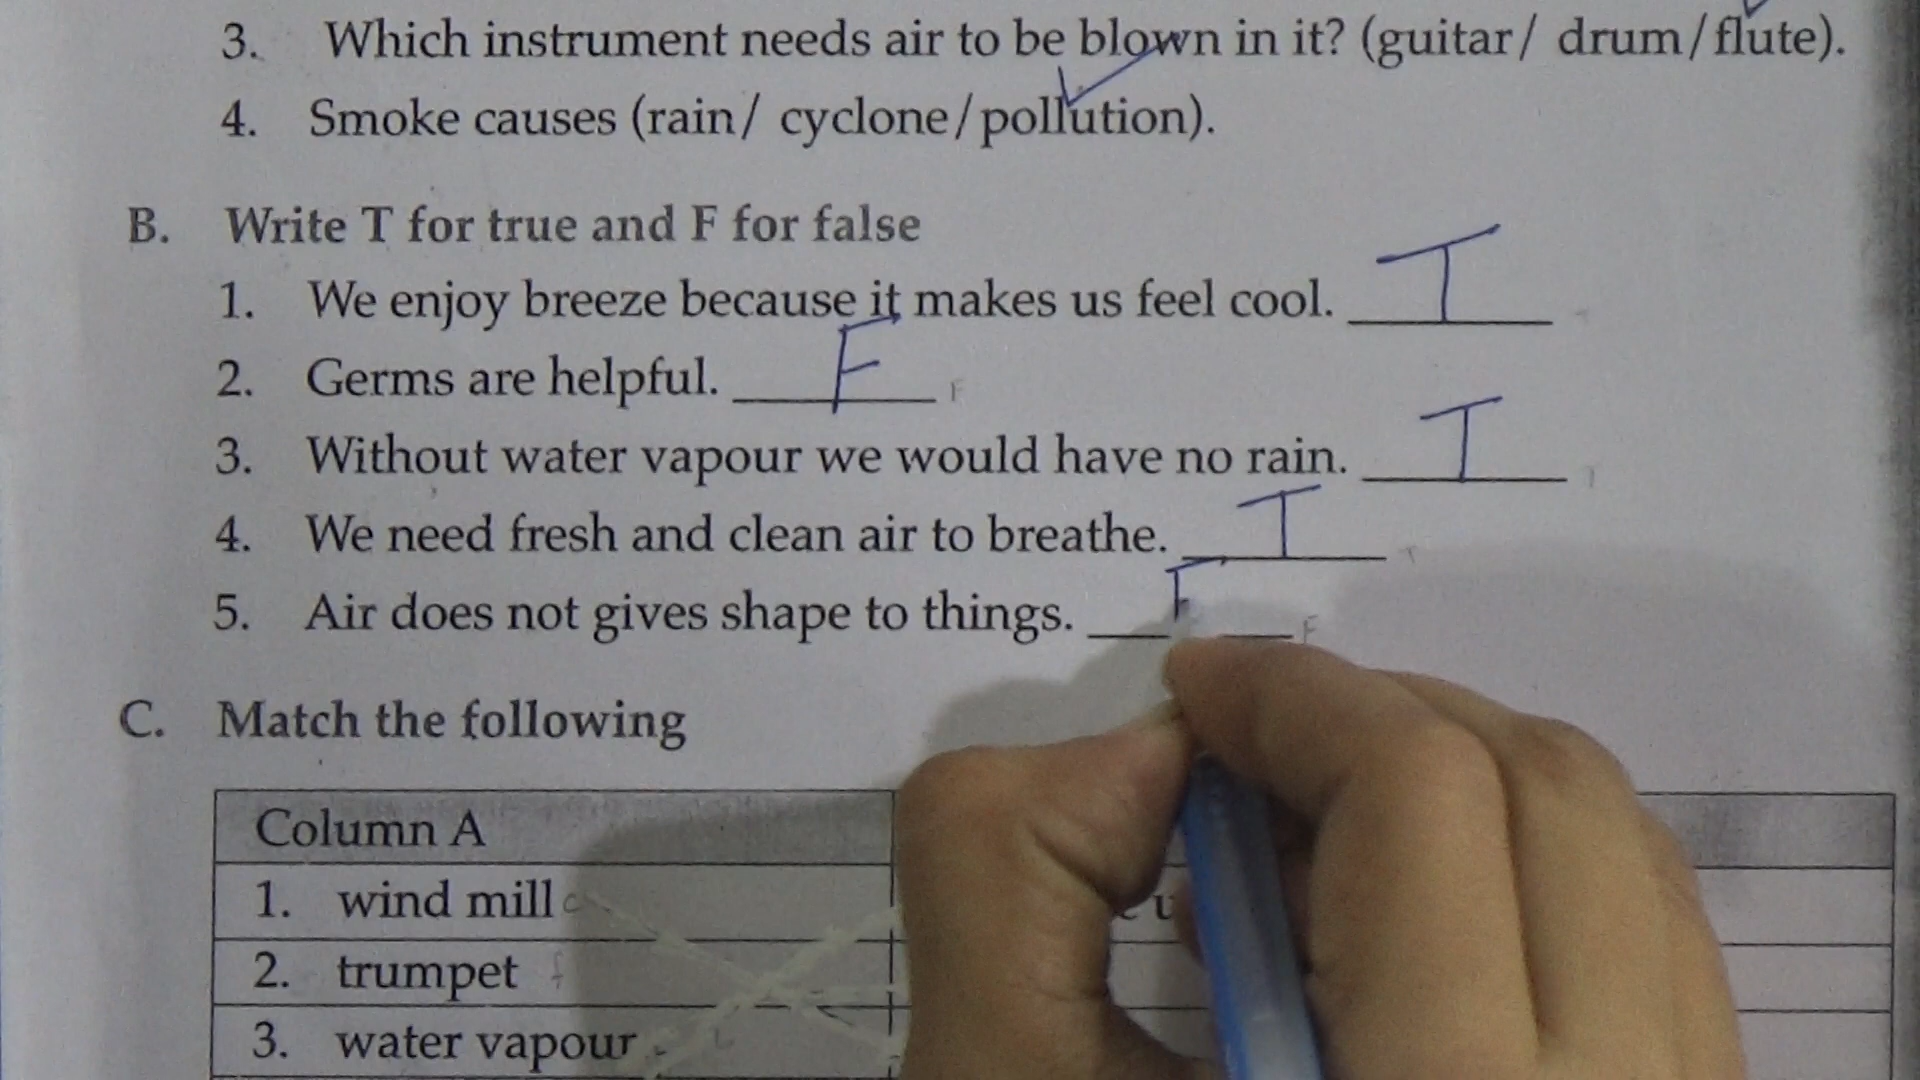 3. Which instrument needs air to be blown in it? (guitar/ drum/flute).
4. Smoke causes (rain/ cyclone/pollution).
B. Write T for true and F for false
1. We enjoy breeze because it makes us feel cool. T
2. Germs are helpful. F F
3. Without water vapour we would have no rain. T
4. We need fresh and clean air to breathe. T T
5. Air does not gives shape to things. F F
C. Match the following
Column A
1. wind mill c
2. trumpet f
3. water vapour